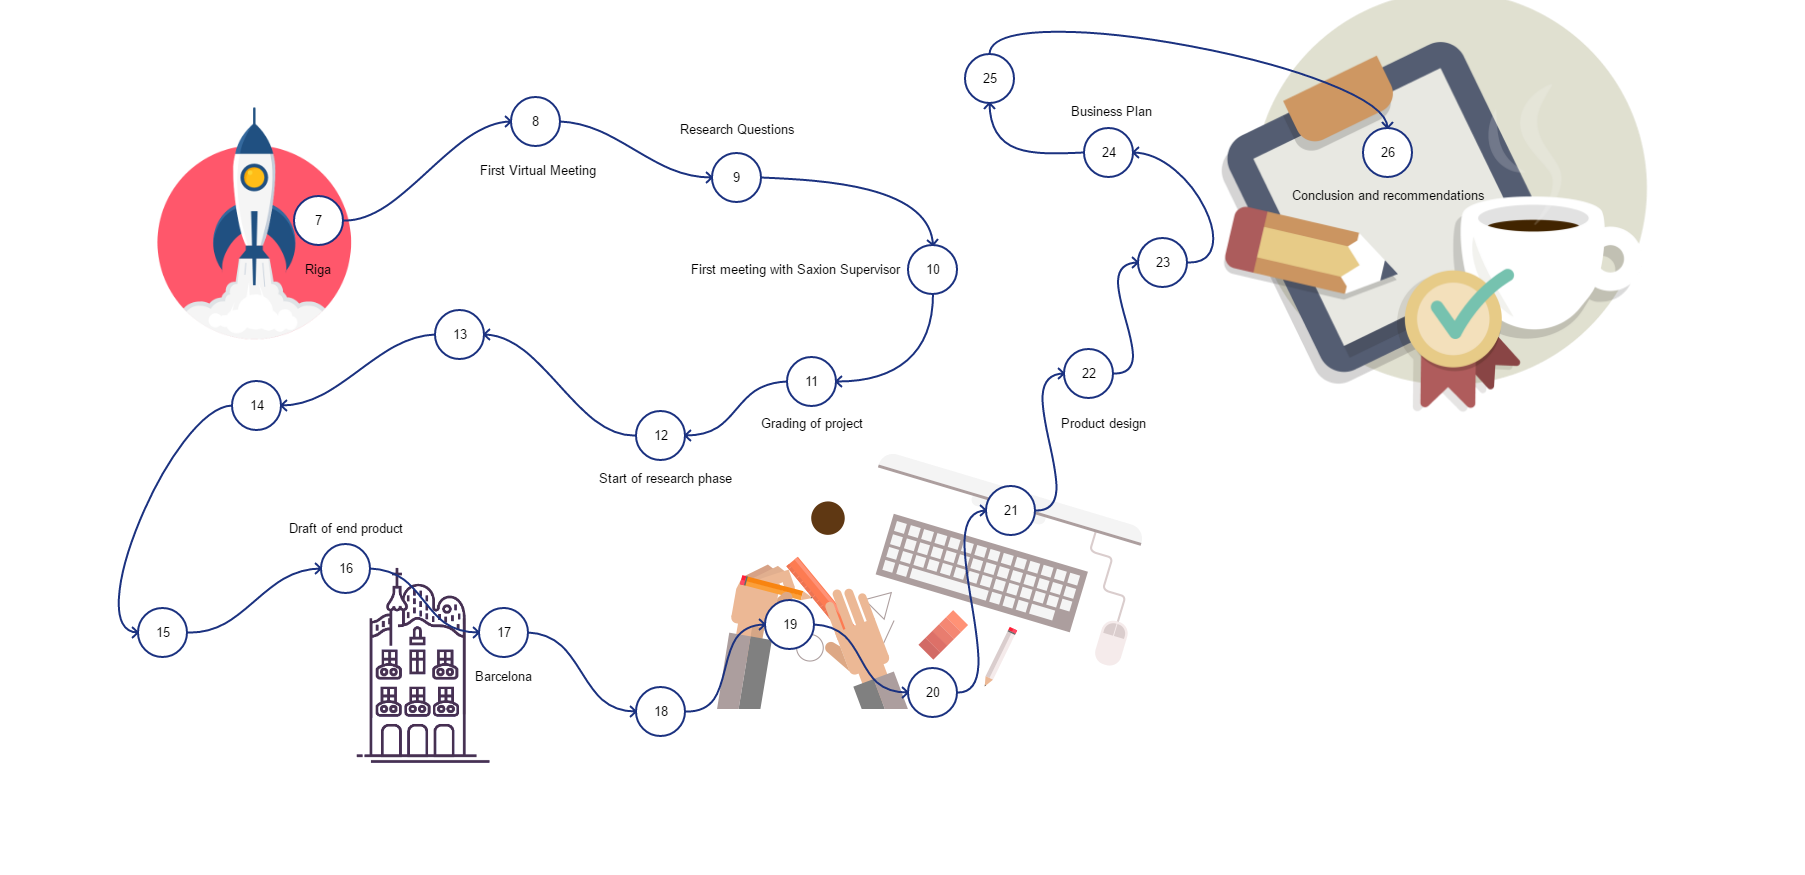 7
Riga
8
First Virtual Meeting
Research Questions
9
First meeting with Saxion Supervisor
10
11
Grading of project
12
Start of research phase
13
14
15
Draft of end product
16
17
Barcelona
18
19
20
21
22
Product design
23
Business Plan
24
25
26
Conclusion and recommendations